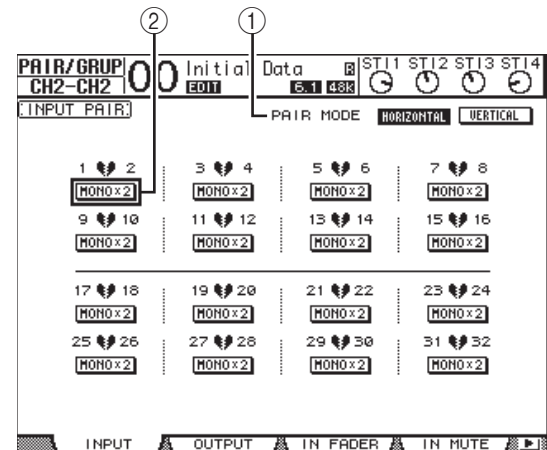 ② ①
PAIR/GRUP 00 Initial Data R STI1 STI2 STI3 STI4
CH2-CH2 EDIT 6.1 48K
INPUT PAIR PAIR MODE HORIZONTAL VERTICAL
1 2 3 4 5 6 7 8
MONO×2 MONO×2 MONO×2 MONO×2
9 10 11 12 13 14 15 16
MONO×2 MONO×2 MONO×2 MONO×2
17 18 19 20 21 22 23 24
MONO×2 MONO×2 MONO×2 MONO×2
25 26 27 28 29 30 31 32
MONO×2 MONO×2 MONO×2 MONO×2
INPUT OUTPUT IN FADER IN MUTE